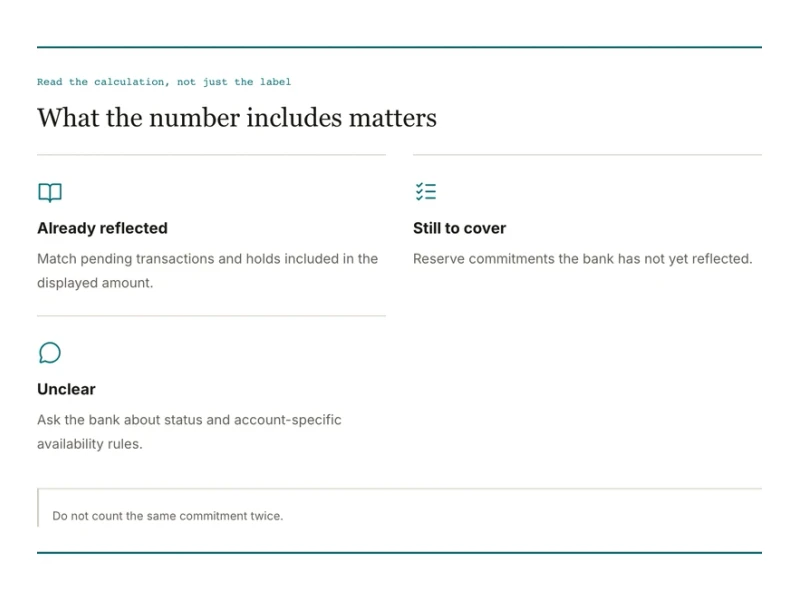 Read the calculation, not just the label
What the number includes matters
Already reflected
Match pending transactions and holds included in the
displayed amount.
Still to cover
Reserve commitments the bank has not yet reflected.
Unclear
Ask the bank about status and account-specific
availability rules.
Do not count the same commitment twice.